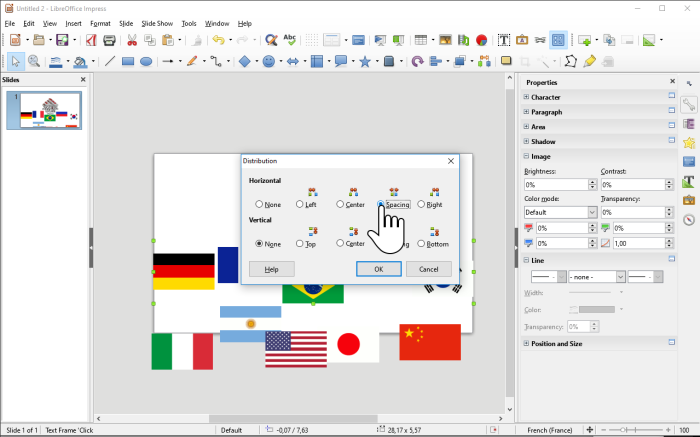 Untitled 2 - LibreOffice Impress
File Edit View Insert Format Slide Slide Show Tools Window Help
Abc
Slides
1
Properties
Character
Paragraph
Area
Shadow
Image
Brightness: Contrast:
0% 0%
Color mode: Transparency:
Default 0%
0% 0%
0% 1,00
Line
- none -
Width:
Color:
Transparency: 0%
Position and Size
Distribution
Horizontal
None Left Center Spacing Right
Vertical
None Top Center Bottom
Help OK Cancel
Slide 1 of 1 Text Frame 'Click Default -0,07 / 7,63 28,17 x 5,57 French (France) 100